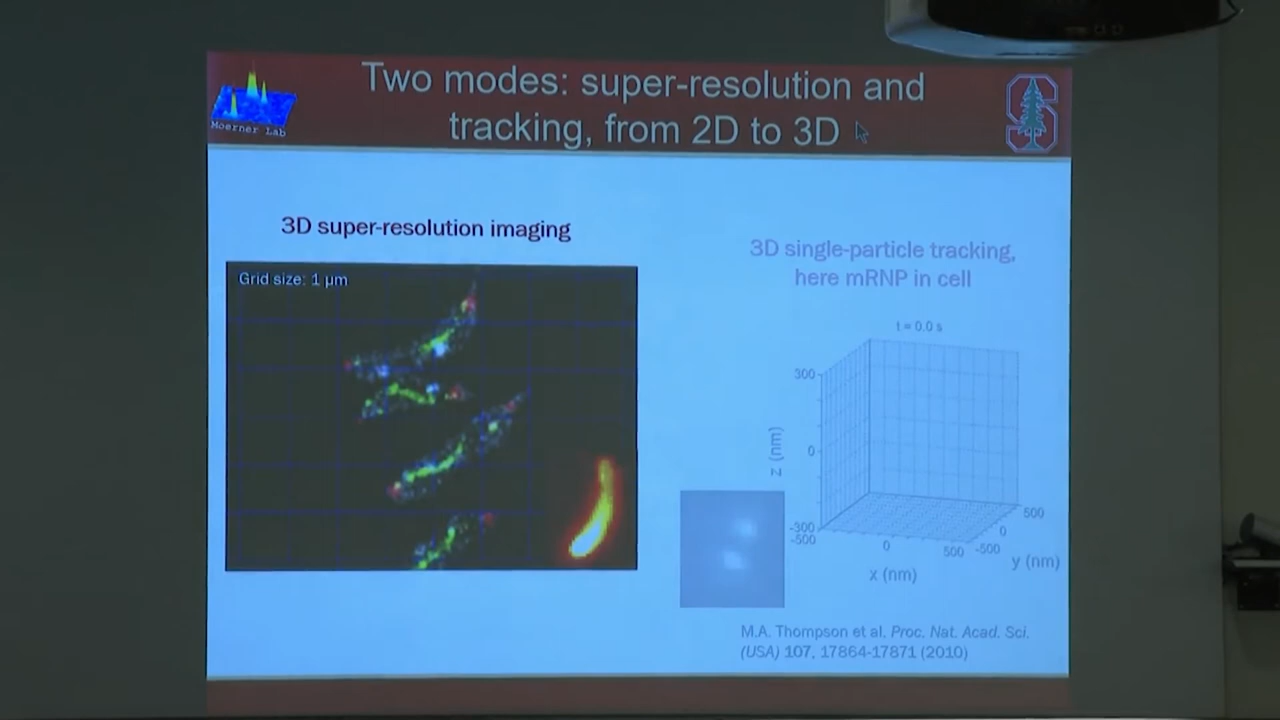 Two modes: super-resolution and
tracking, from 2D to 3D
Moerner Lab
S
3D super-resolution imaging
Grid size: 1 µm
3D single-particle tracking,
here mRNP in cell
t = 0.0 s
300
0
-300
z (nm)
-500
0
500
x (nm)
-500
0
500
y (nm)
M.A. Thompson et al. Proc. Nat. Acad. Sci.
(USA) 107, 17864-17871 (2010)